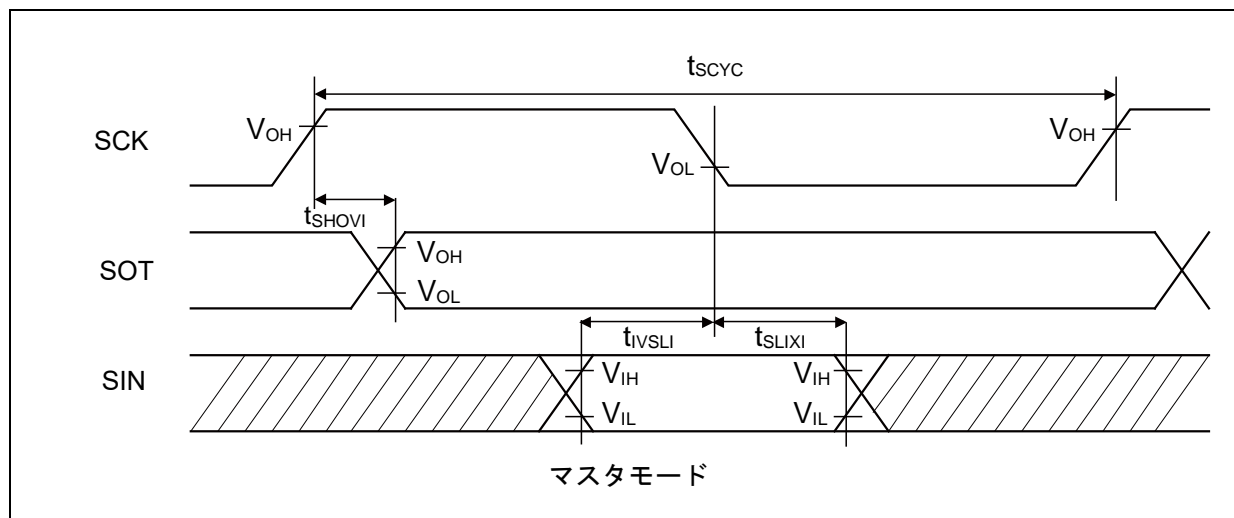 tSCYC
SCK
VOH
VOL
VOH
tSHOVI
SOT
VOH
VOL
tIVSLI
tSLIXI
SIN
VIH
VIL
VIH
VIL
マスタモード